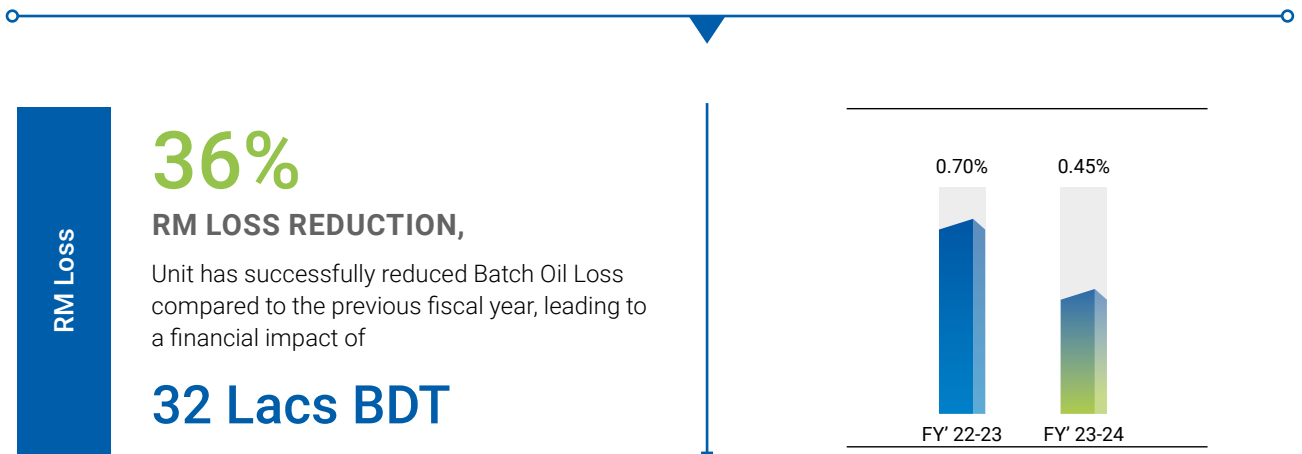 RM Loss
36%
RM LOSS REDUCTION,
Unit has successfully reduced Batch Oil Loss
compared to the previous fiscal year, leading to
a financial impact of
32 Lacs BDT
0.70%
0.45%
FY’ 22-23
FY’ 23-24